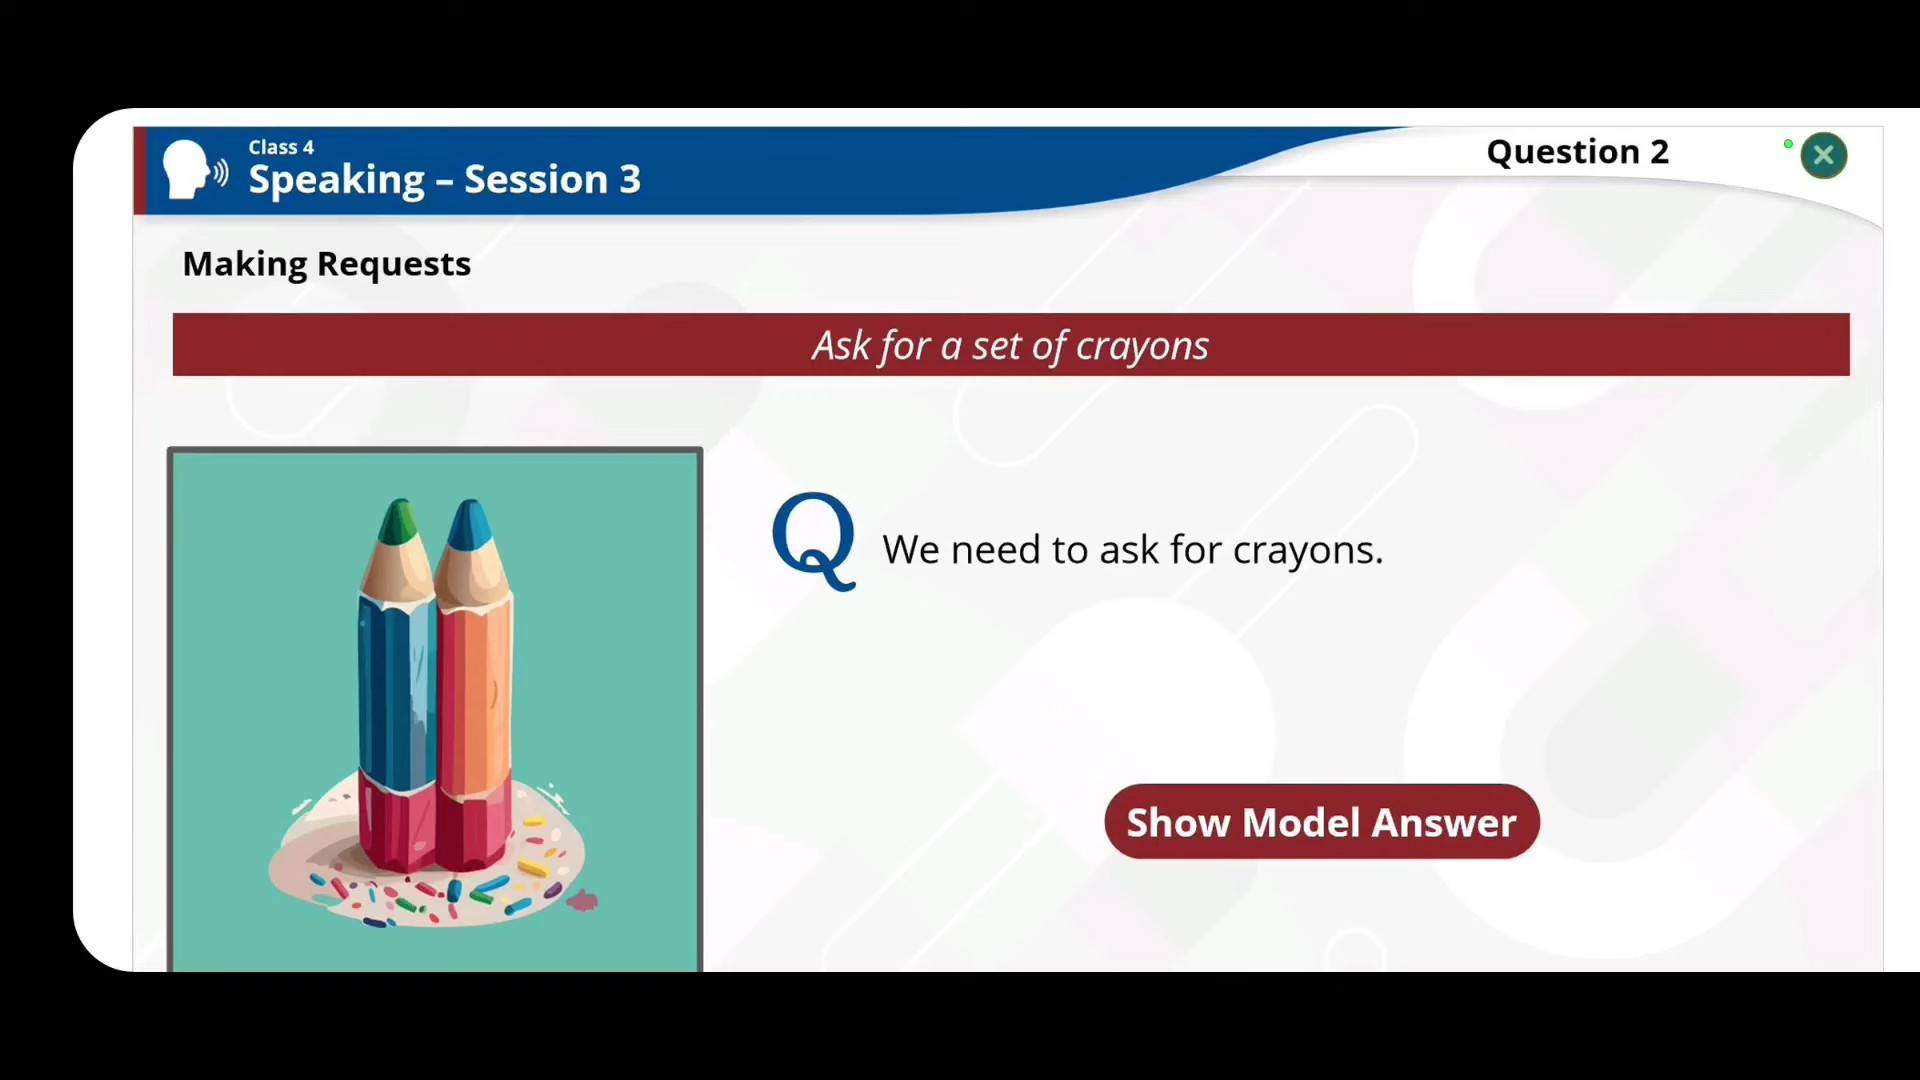 Class 4
Speaking – Session 3
Question 2
Making Requests
Ask for a set of crayons
Q We need to ask for crayons.
Show Model Answer